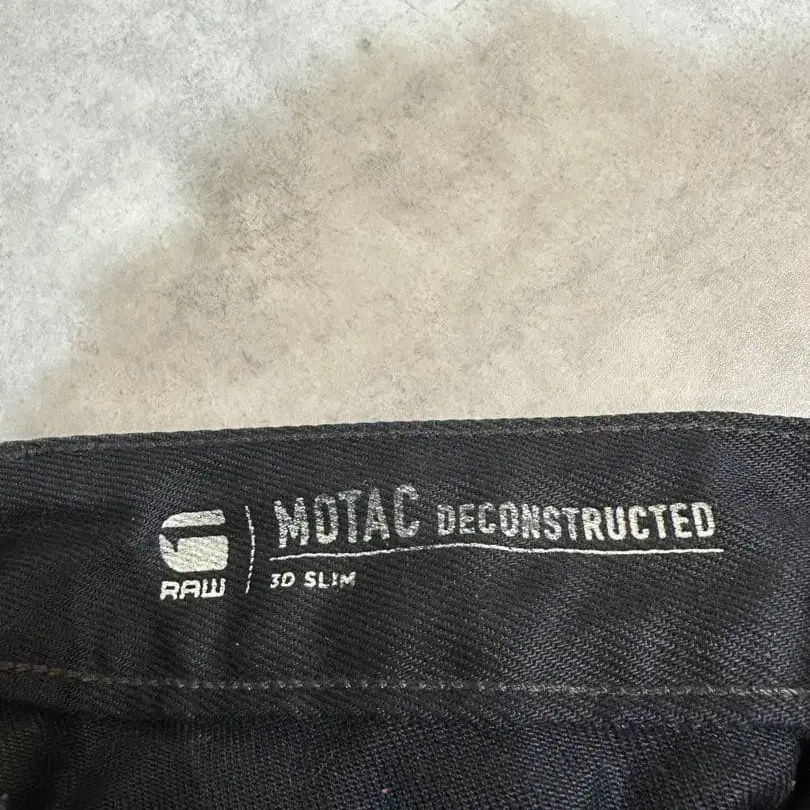 RAW
MOTAC DECONSTRUCTED
3D SLIM